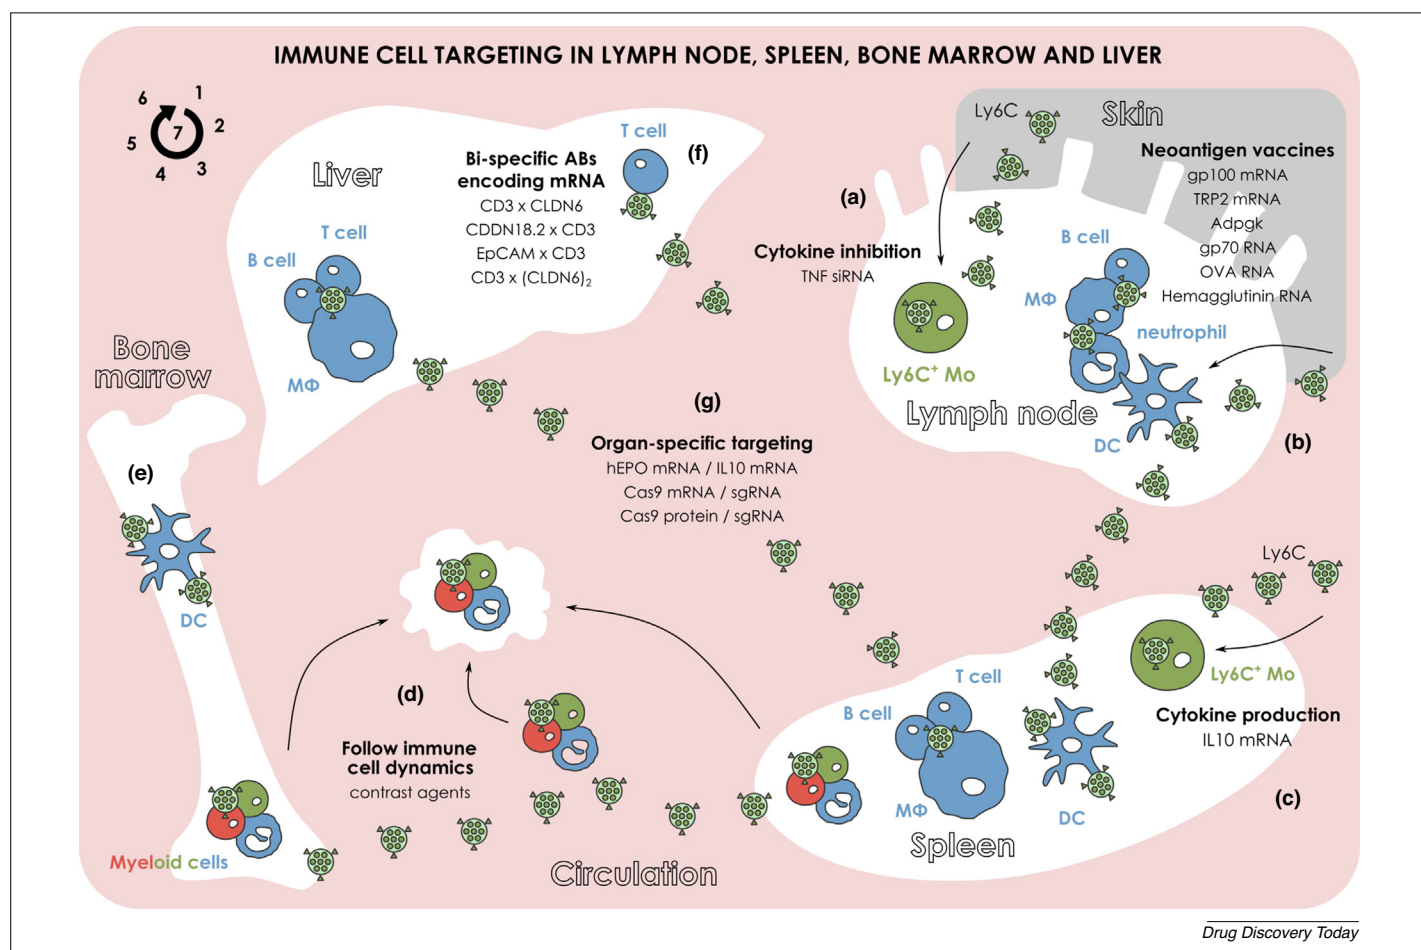 IMMUNE CELL TARGETING IN LYMPH NODE, SPLEEN, BONE MARROW AND LIVER
1
2
3
4
5
6
7
Liver
T cell
B cell
MΦ
Bi-specific ABs
encoding mRNA
CD3 x CLDN6
CDDN18.2 x CD3
EpCAM x CD3
CD3 x (CLDN6)2
T cell
(f)
(a)
Cytokine inhibition
TNF siRNA
Ly6C
Ly6C+ Mo
Skin
Neoantigen vaccines
gp100 mRNA
TRP2 mRNA
Adpgk
gp70 RNA
OVA RNA
Hemagglutinin RNA
B cell
MΦ
neutrophil
DC
Lymph node
(b)
Bone
marrow
(e)
DC
Myeloid cells
(g)
Organ-specific targeting
hEPO mRNA / IL10 mRNA
Cas9 mRNA / sgRNA
Cas9 protein / sgRNA
(d)
Follow immune
cell dynamics
contrast agents
Circulation
Ly6C
Ly6C+ Mo
Cytokine production
IL10 mRNA
(c)
T cell
B cell
MΦ
DC
Spleen
Drug Discovery Today